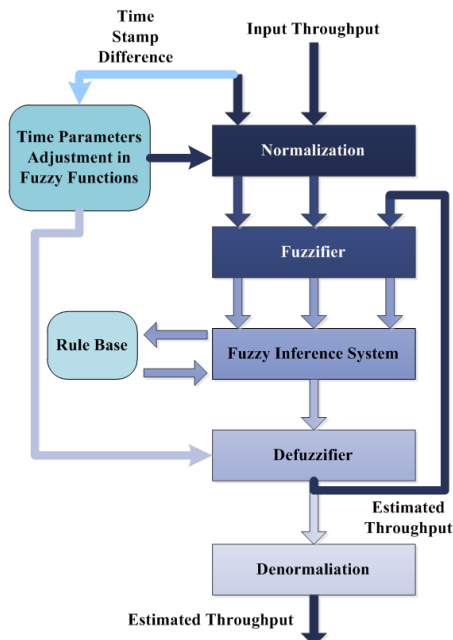 Time
Stamp
Difference
Input Throughput
Time Parameters
Adjustment in
Fuzzy Functions
Normalization
Fuzzifier
Rule Base
Fuzzy Inference System
Defuzzifier
Estimated
Throughput
Denormaliation
Estimated Throughput